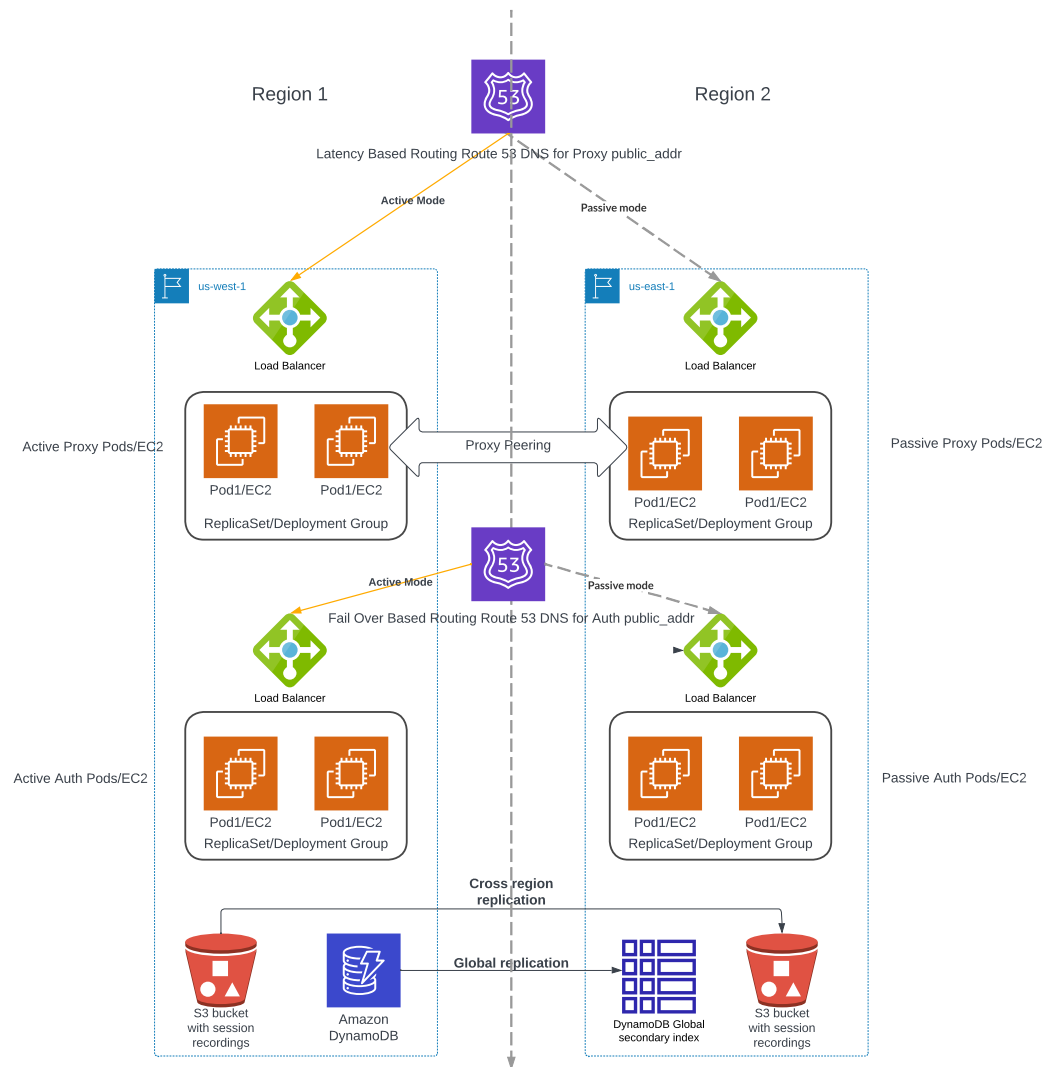 53
Region 1
Region 2
Latency Based Routing Route 53 DNS for Proxy public_addr
Active Mode
Passive mode
us-west-1
us-east-1
Load Balancer
Load Balancer
Active Proxy Pods/EC2
Proxy Peering
Passive Proxy Pods/EC2
Pod1/EC2
Pod1/EC2
Pod1/EC2
Pod1/EC2
ReplicaSet/Deployment Group
ReplicaSet/Deployment Group
53
Active Mode
Passive mode
Fail Over Based Routing Route 53 DNS for Auth public_addr
Load Balancer
Load Balancer
Active Auth Pods/EC2
Passive Auth Pods/EC2
Pod1/EC2
Pod1/EC2
Pod1/EC2
Pod1/EC2
ReplicaSet/Deployment Group
ReplicaSet/Deployment Group
Cross region
replication
Global replication
S3 bucket
with session
recordings
Amazon
DynamoDB
DynamoDB Global
secondary index
S3 bucket
with session
recordings